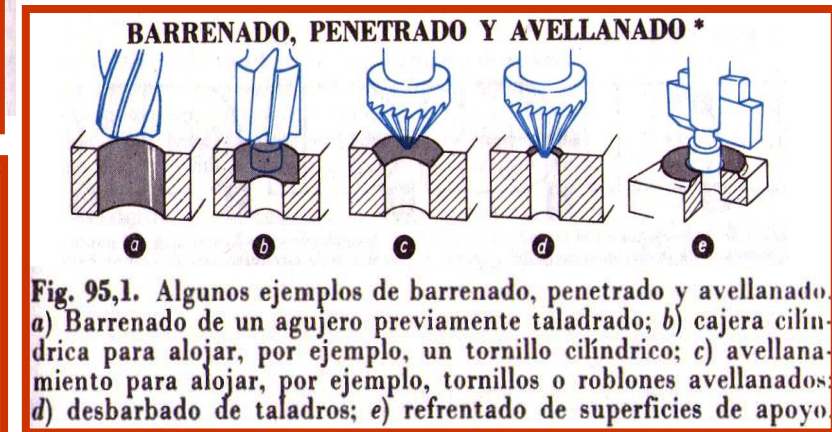 BARRENADO, PENETRADO Y AVELLANADO *
a b c d e
Fig. 95,1. Algunos ejemplos de barrenado, penetrado y avellanado.
a) Barrenado de un agujero previamente taladrado; b) cajera cilín-
drica para alojar, por ejemplo, un tornillo cilíndrico; c) avellana-
miento para alojar, por ejemplo, tornillos o roblones avellanados;
d) desbarbado de taladros; e) refrentado de superficies de apoyo.